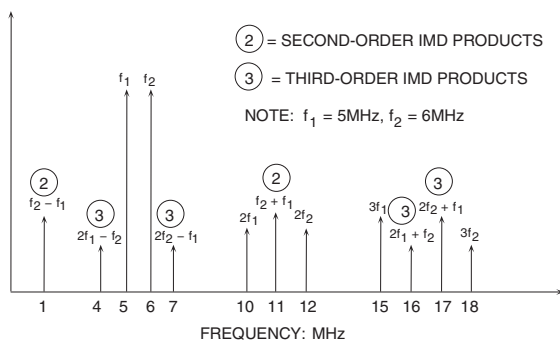 ② = SECOND-ORDER IMD PRODUCTS
③ = THIRD-ORDER IMD PRODUCTS
NOTE: f₁ = 5MHz, f₂ = 6MHz
f₁ f₂
② f₂ – f₁
③ 2f₁ – f₂
③ 2f₂ – f₁
2f₁
② f₂ + f₁
2f₂
3f₁
③ 2f₁ + f₂
③ 2f₂ + f₁
3f₂
1 4 5 6 7 10 11 12 15 16 17 18
FREQUENCY: MHz